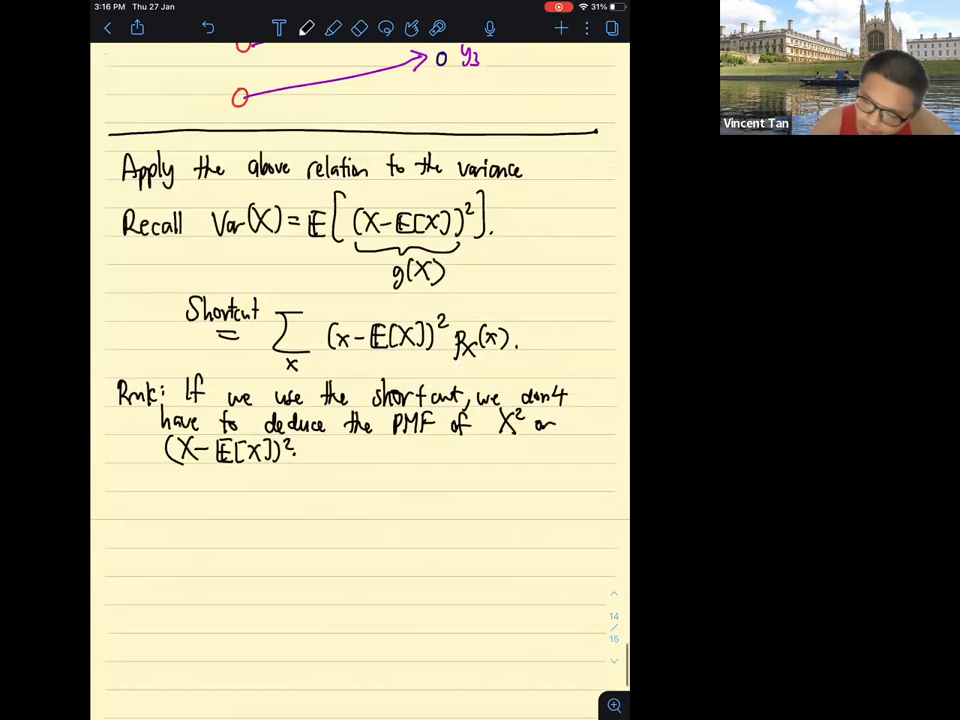 3:16 PM Thu 27 Jan
31%
y3
Vincent Tan
Apply the above relation to the variance
Recall Var(X) = 𝔼[(X-𝔼[X])²].
g(X)
Shortcut
= Σ (x-𝔼[X])² pX(x).
x
Rmk: If we use the shortcut, we don't
have to deduce the PMF of X² or
(X-𝔼[X])².
14
/
15